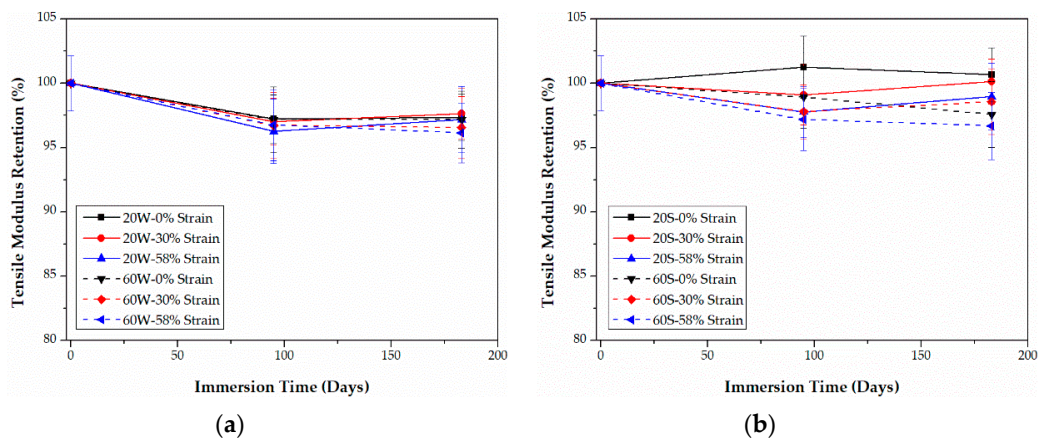 105
100
95
90
85
80
Tensile Modulus Retention (%)
20W-0% Strain
20W-30% Strain
20W-58% Strain
60W-0% Strain
60W-30% Strain
60W-58% Strain
0
50
100
150
200
Immersion Time (Days)
(a)
105
100
95
90
85
80
Tensile Modulus Retention (%)
20S-0% Strain
20S-30% Strain
20S-58% Strain
60S-0% Strain
60S-30% Strain
60S-58% Strain
0
50
100
150
200
Immersion Time (Days)
(b)